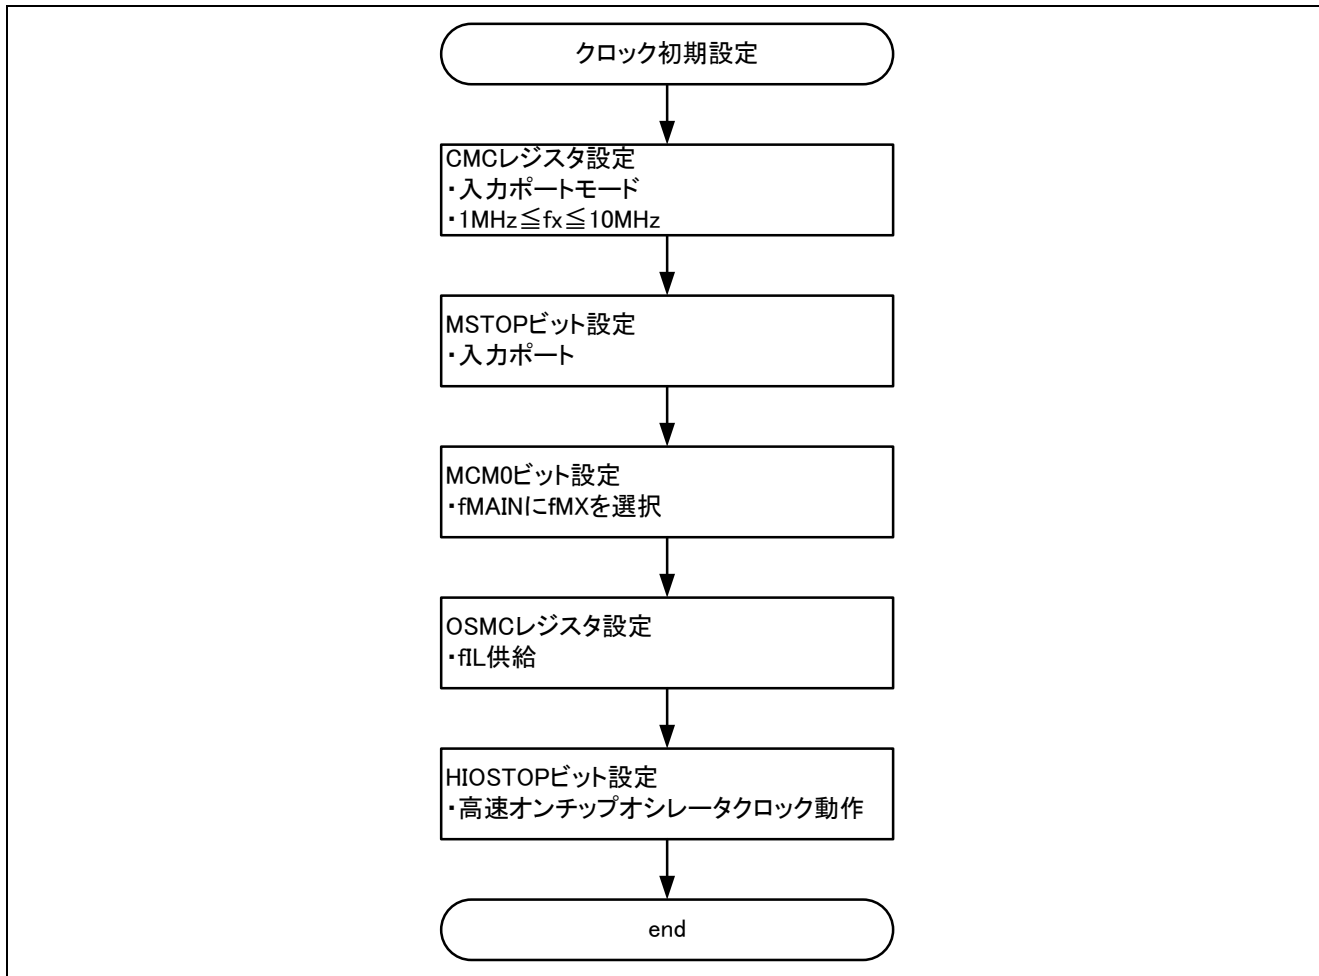 クロック初期設定
CMCレジスタ設定
・入力ポートモード
・1MHz≦fx≦10MHz
MSTOPビット設定
・入力ポート
MCM0ビット設定
・fMAINにfMXを選択
OSMCレジスタ設定
・fIL供給
HIOSTOPビット設定
・高速オンチップオシレータクロック動作
end